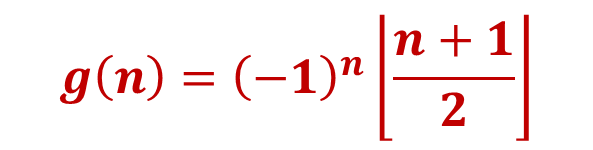 g(n) = (−1)ⁿ ⌊(n + 1)/2⌋